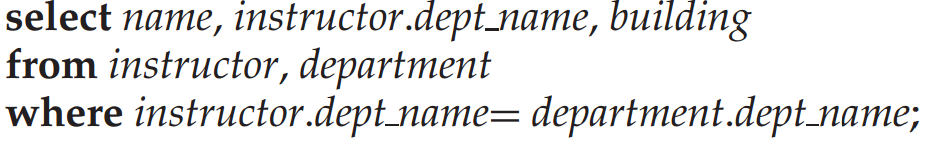 select name, instructor.dept_name, building
from instructor, department
where instructor.dept_name= department.dept_name;